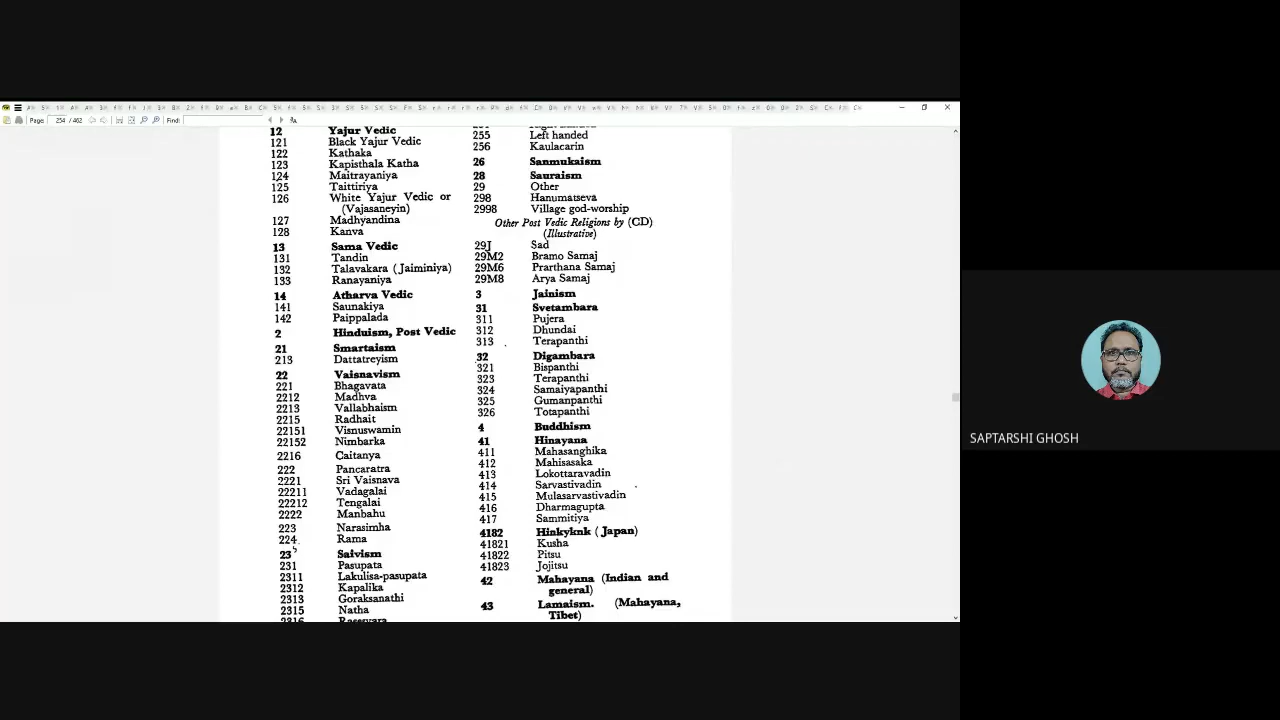 Page: 254 / 462 Find:
12 Yajur Vedic
121 Black Yajur Vedic
122 Kathaka
123 Kapisthala Katha
124 Maitrayaniya
125 Taittiriya
126 White Yajur Vedic or
(Vajasaneyin)
127 Madhyandina
128 Kanva
13 Sama Vedic
131 Tandin
132 Talavakara (Jaiminiya)
133 Ranayaniya
14 Atharva Vedic
141 Saunakiya
142 Paippalada
2 Hinduism, Post Vedic
21 Smartaism
213 Dattatreyism
22 Vaisnavism
221 Bhagavata
2212 Madhva
2213 Vallabhaism
2215 Radhait
22151 Visnuswamin
22152 Nimbarka
2216 Caitanya
222 Pancaratra
2221 Sri Vaisnava
22211 Vadagalai
22212 Tengalai
2222 Manbahu
223 Narasimha
224 Rama
23 Saivism
231 Pasupata
2311 Lakulisa-pasupata
2312 Kapalika
2313 Goraksanathi
2315 Natha
2316 Rasesvara
255 Left handed
256 Kaulacarin
26 Sanmukaism
28 Sauraism
29 Other
298 Hanumatseva
2998 Village god-worship
Other Post Vedic Religions by (CD)
(Illustrative)
29J Sad
29M2 Bramo Samaj
29M6 Prarthana Samaj
29M8 Arya Samaj
3 Jainism
31 Svetambara
311 Pujera
312 Dhundai
313 Terapanthi
32 Digambara
321 Bispanthi
323 Terapanthi
324 Samaiyapanthi
325 Gumanpanthi
326 Totapanthi
4 Buddhism
41 Hinayana
411 Mahasanghika
412 Mahisasaka
413 Lokottaravadin
414 Sarvastivadin
415 Mulasarvastivadin
416 Dharmagupta
417 Sammitiya
4182 Hinkyknk (Japan)
41821 Kusha
41822 Pitsu
41823 Jojitsu
42 Mahayana (Indian and
general)
43 Lamaism. (Mahayana,
Tibet)
SAPTARSHI GHOSH